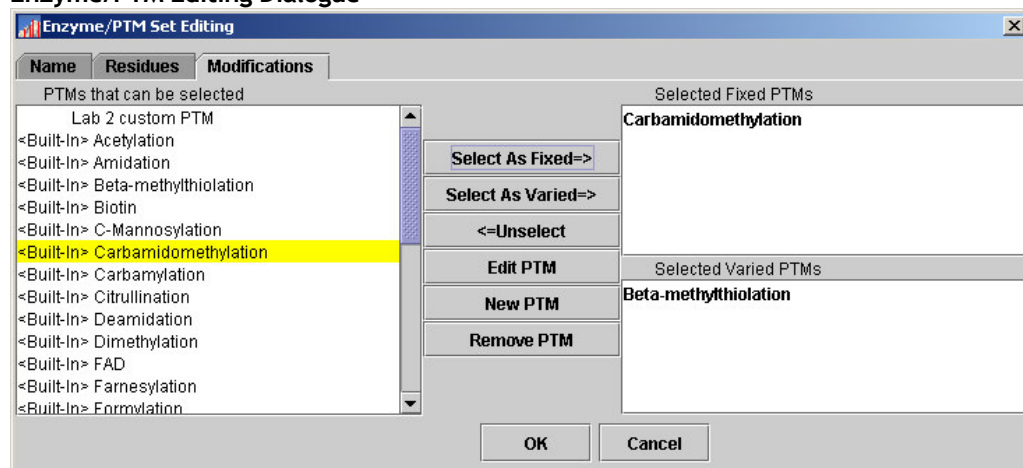 Enzyme/PTM Editing Dialogue
Enzyme/PTM Set Editing
Name Residues Modifications
PTMs that can be selected
Lab 2 custom PTM
<Built-In> Acetylation
<Built-In> Amidation
<Built-In> Beta-methylthiolation
<Built-In> Biotin
<Built-In> C-Mannosylation
<Built-In> Carbamidomethylation
<Built-In> Carbamylation
<Built-In> Citrullination
<Built-In> Deamidation
<Built-In> Dimethylation
<Built-In> FAD
<Built-In> Farnesylation
<Built-In> Formylation
Select As Fixed=>
Select As Varied=>
<=Unselect
Edit PTM
New PTM
Remove PTM
Selected Fixed PTMs
Carbamidomethylation
Selected Varied PTMs
Beta-methylthiolation
OK Cancel